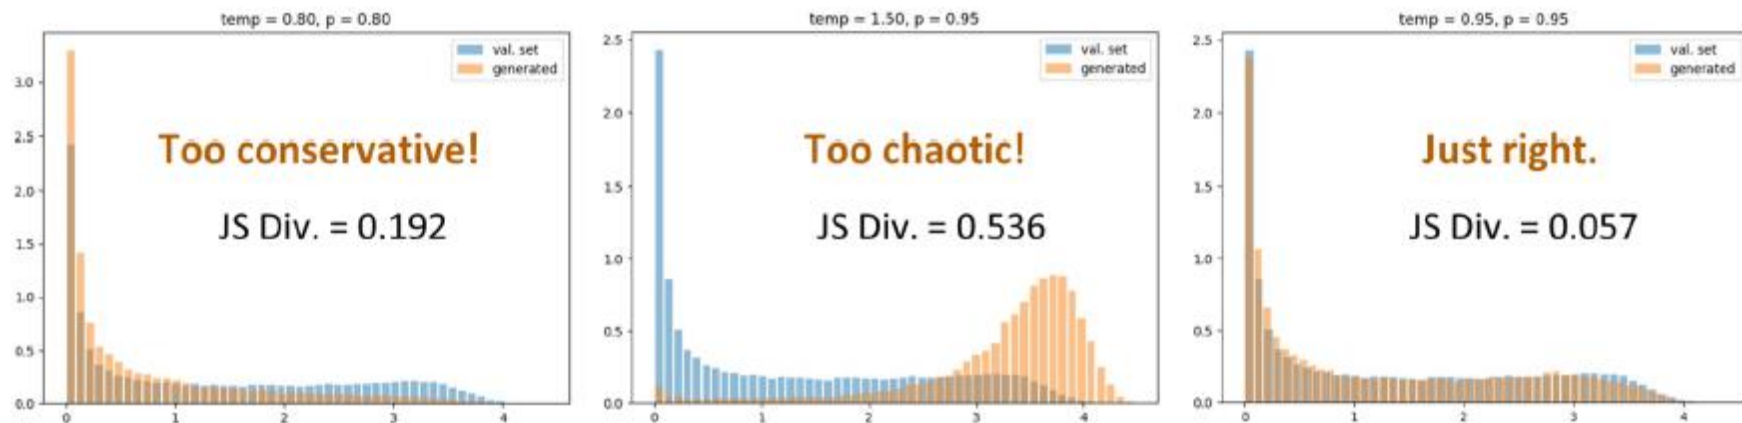 temp = 0.80, p = 0.80
val. set
generated
Too conservative!
JS Div. = 0.192
3.0
2.5
2.0
1.5
1.0
0.5
0.0
0 1 2 3 4
temp = 1.50, p = 0.95
val. set
generated
Too chaotic!
JS Div. = 0.536
2.5
2.0
1.5
1.0
0.5
0.0
0 1 2 3 4
temp = 0.95, p = 0.95
val. set
generated
Just right.
JS Div. = 0.057
2.5
2.0
1.5
1.0
0.5
0.0
0 1 2 3 4